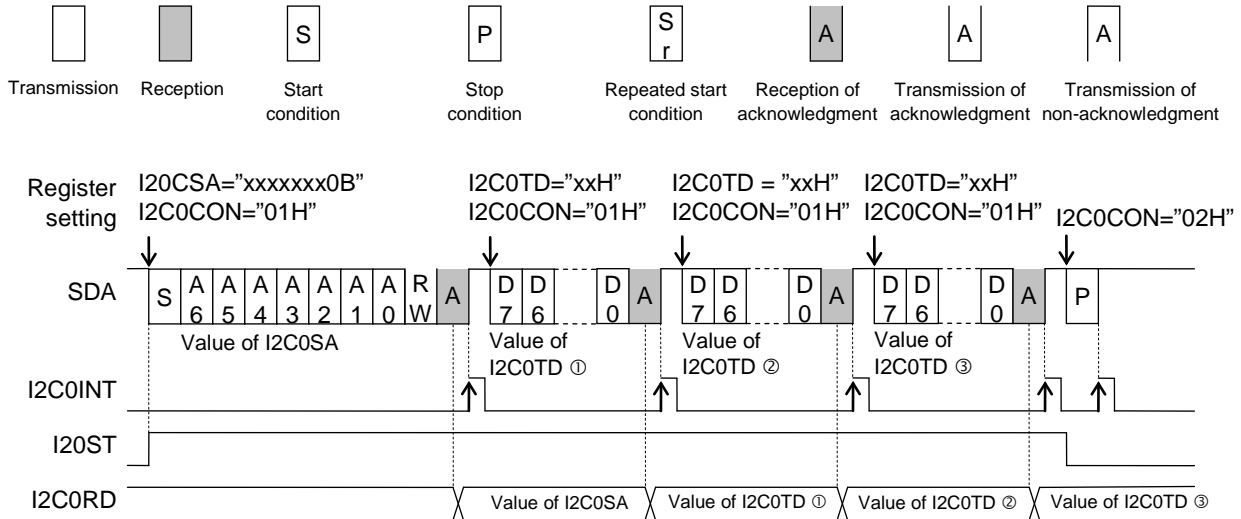 S
P
S
r
A
A
A
Transmission
Reception
Start
condition
Stop
condition
Repeated start
condition
Reception of
acknowledgment
Transmission of
acknowledgment
Transmission of
non-acknowledgment
Register
setting
I20CSA="xxxxxxx0B"
I2C0CON="01H"
I2C0TD="xxH"
I2C0CON="01H"
I2C0TD = "xxH"
I2C0CON="01H"
I2C0TD="xxH"
I2C0CON="01H"
I2C0CON="02H"
SDA
S
A
6
A
5
A
4
A
3
A
2
A
1
A
0
R
W
A
D
7
D
6
D
0
A
D
7
D
6
D
0
A
D
7
D
6
D
0
A
P
Value of I2C0SA
Value of
I2C0TD ①
Value of
I2C0TD ②
Value of
I2C0TD ③
I2C0INT
I20ST
I2C0RD
Value of I2C0SA
Value of I2C0TD ①
Value of I2C0TD ②
Value of I2C0TD ③